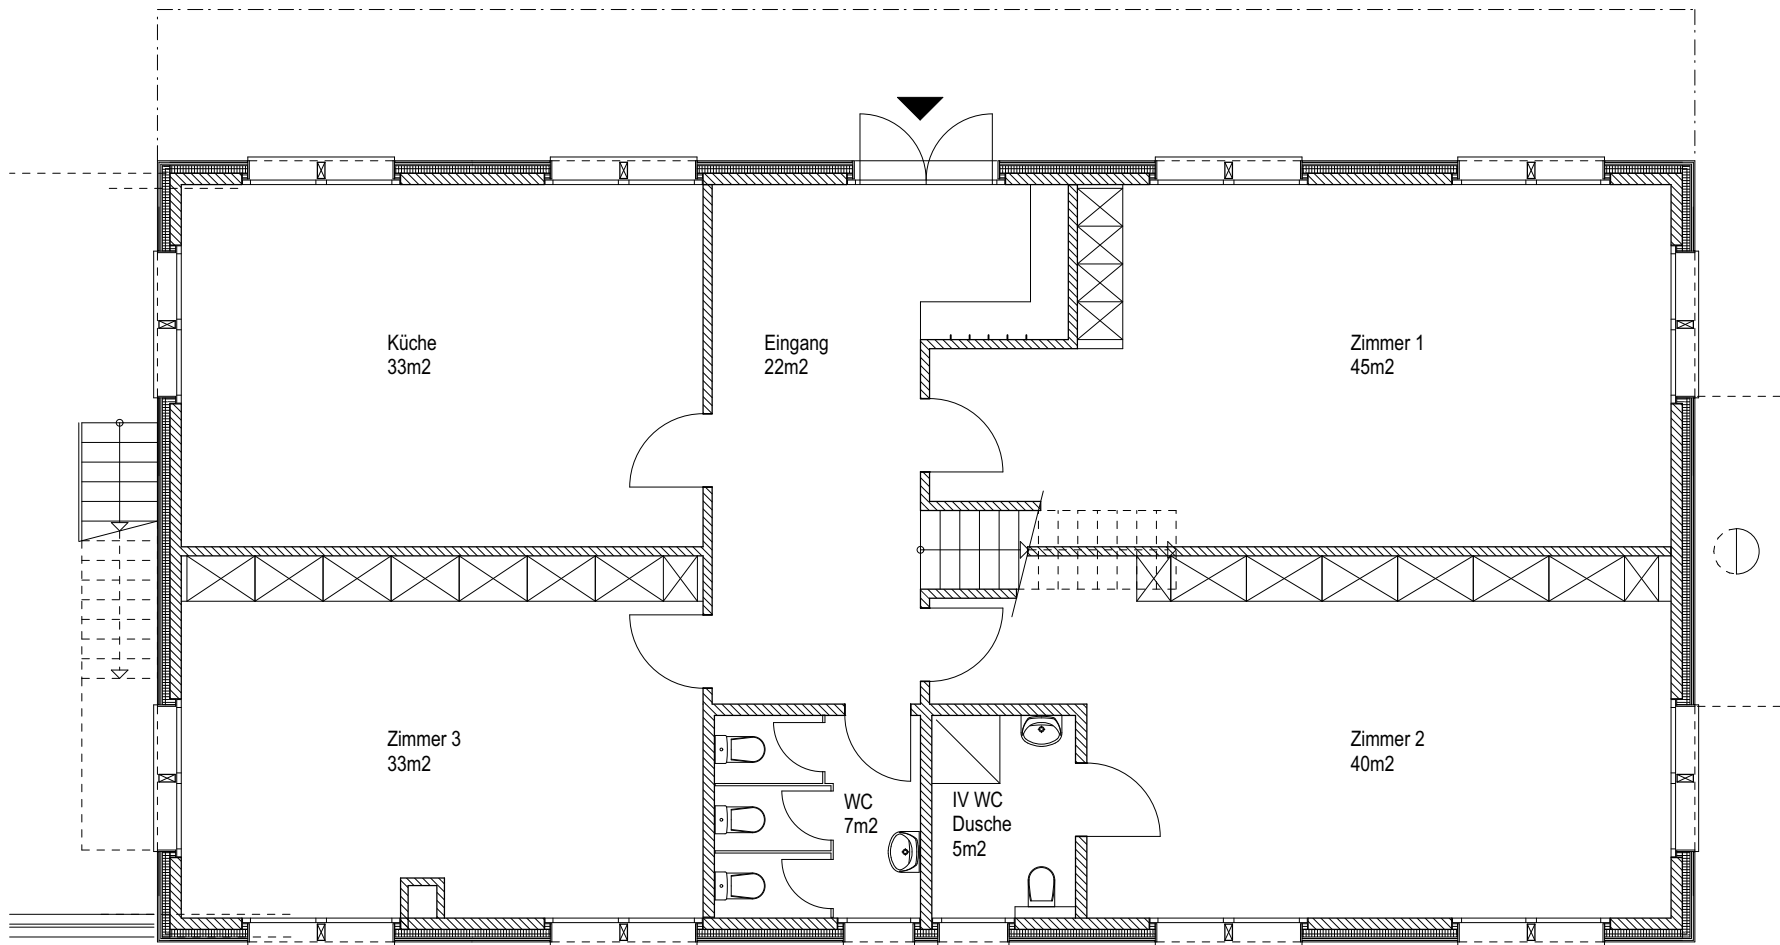 Küche
33m2
Eingang
22m2
Zimmer 1
45m2
Zimmer 3
33m2
WC
7m2
IV WC
Dusche
5m2
Zimmer 2
40m2